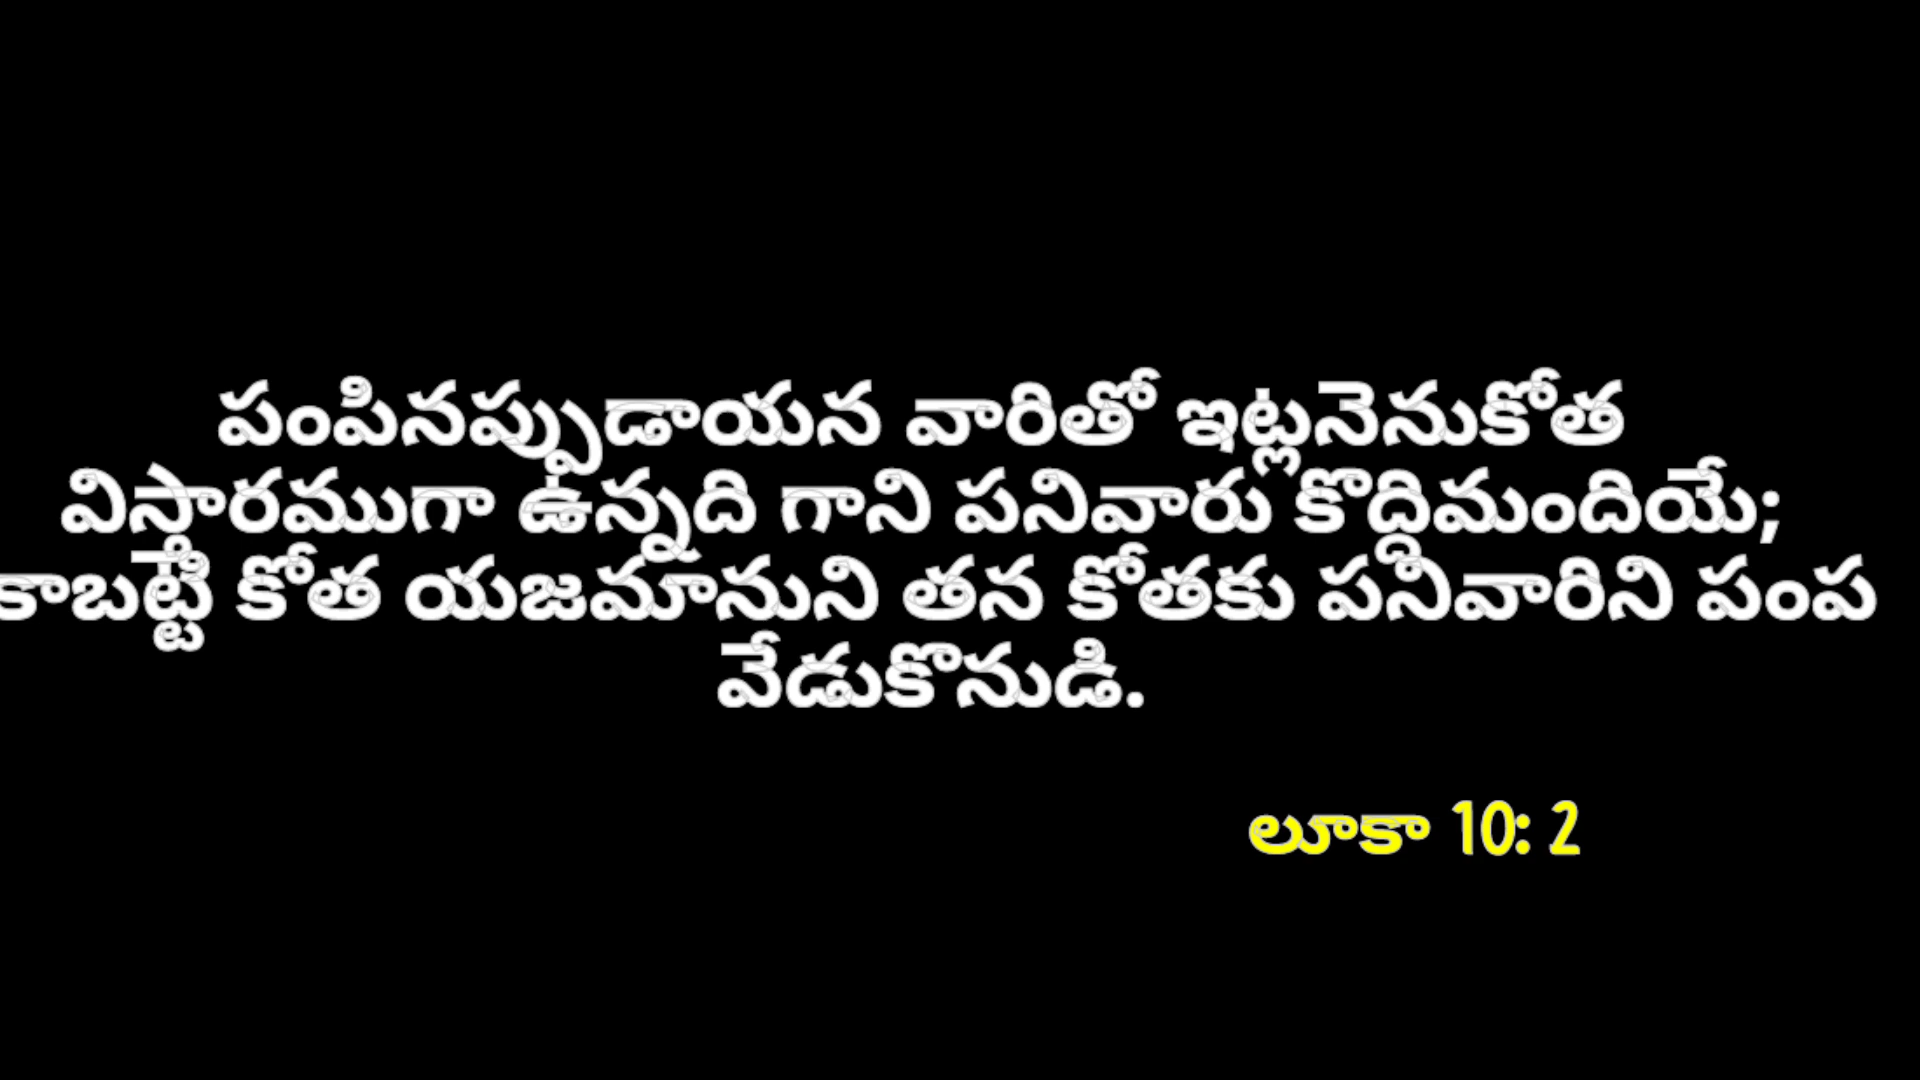 పంపినప్పుడాయన వారితో ఇట్లనెనుకోత
విస్తారముగా ఉన్నది గాని పనివారు కొద్దిమందియే;
కాబట్టి కోత యజమానుని తన కోతకు పనివారిని పంప
వేడుకొనుడి.
లూకా 10: 2